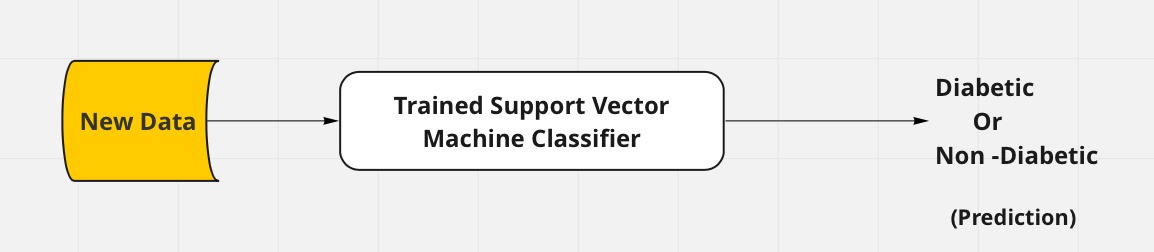 New Data
Trained Support Vector
Machine Classifier
Diabetic
Or
Non -Diabetic
(Prediction)